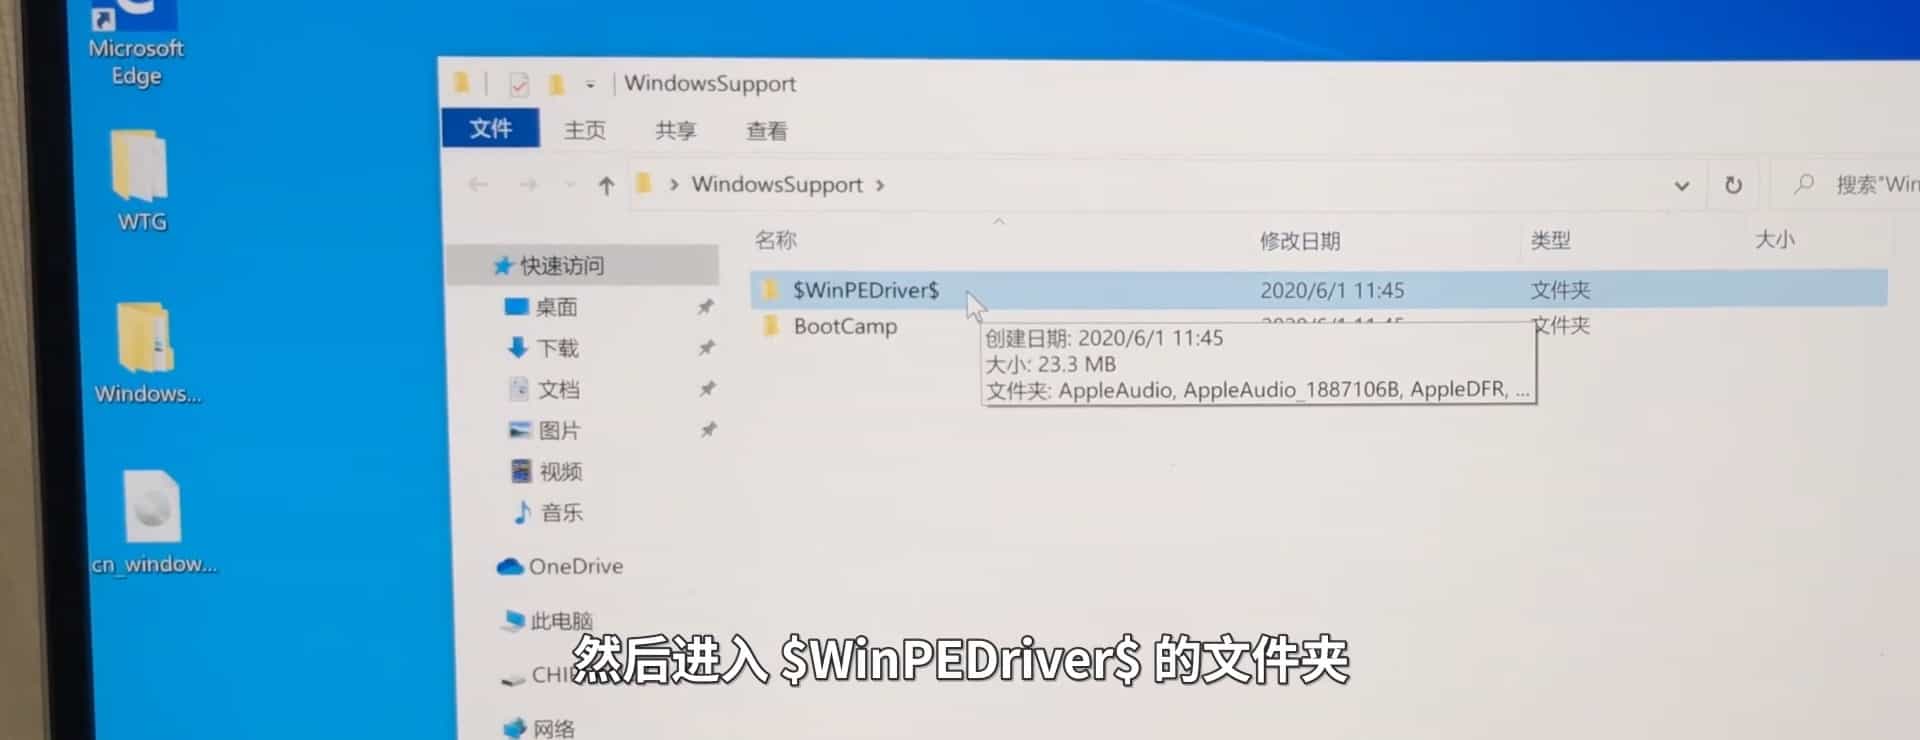 Microsoft
Edge
WTG
Windows...
cn_window...
WindowsSupport
文件 主页 共享 查看
WindowsSupport
搜索"Win
名称 修改日期 类型 大小
$WinPEDriver$ 2020/6/1 11:45 文件夹
BootCamp 文件夹
创建日期: 2020/6/1 11:45
大小: 23.3 MB
文件夹: AppleAudio, AppleAudio_1887106B, AppleDFR, ...
快速访问
桌面
下载
文档
图片
视频
音乐
OneDrive
此电脑
CHI
网络
然后进入 $WinPEDriver$ 的文件夹